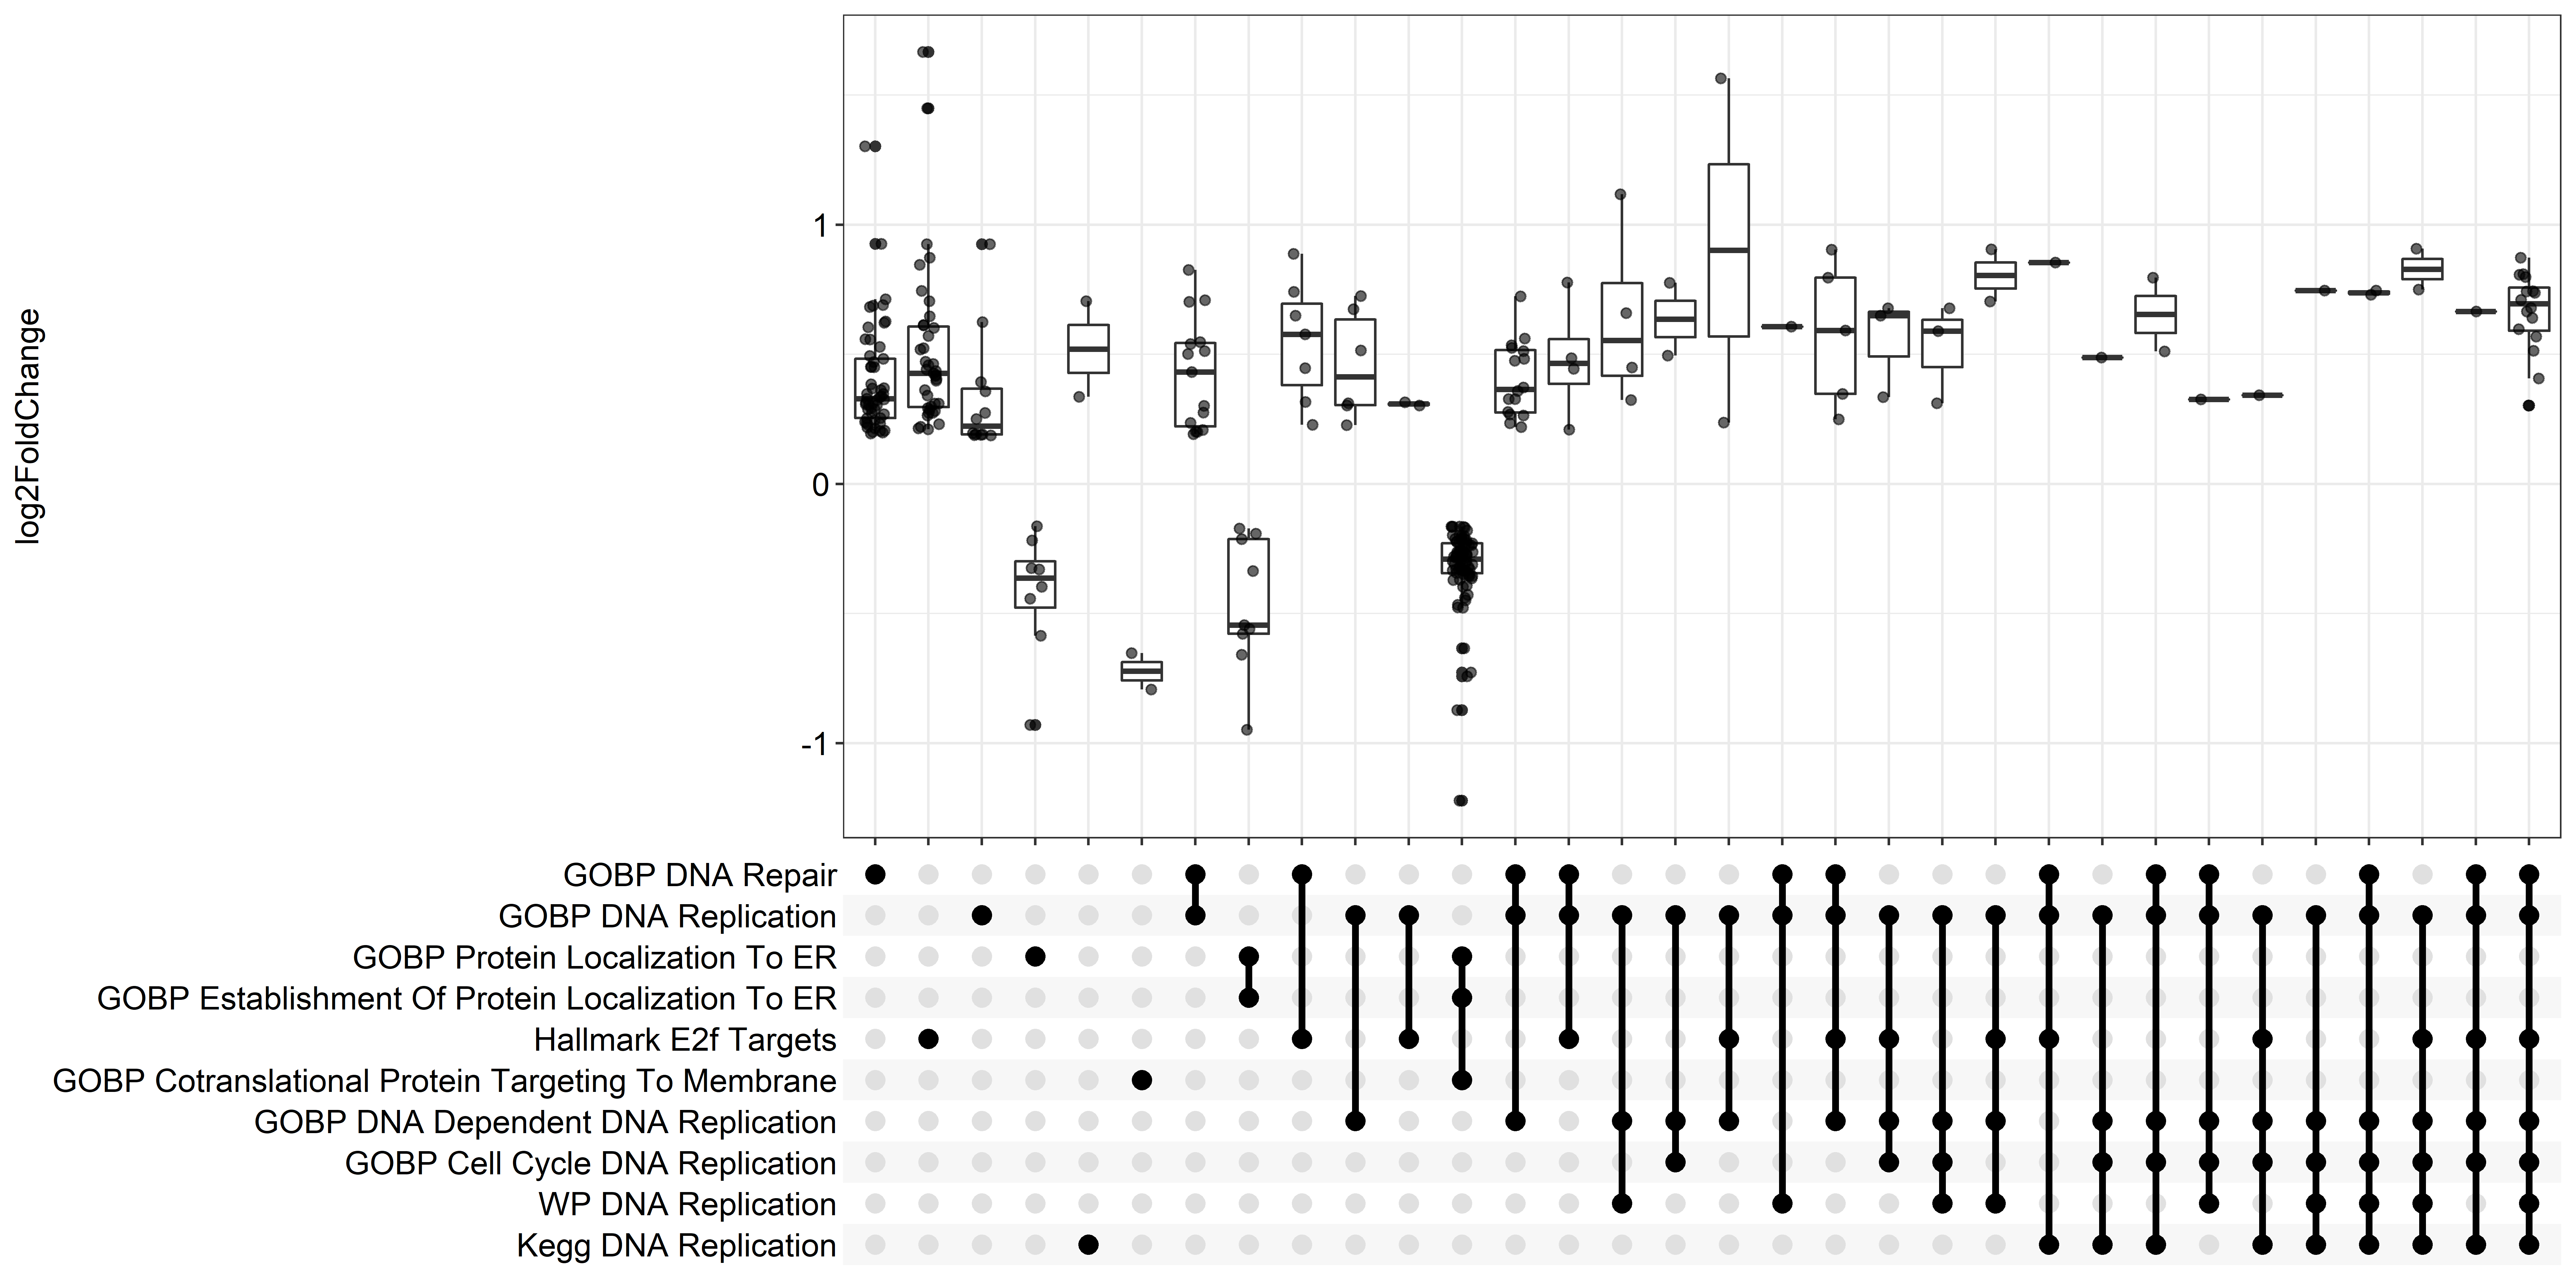 log2FoldChange
1
0
-1
GOBP DNA Repair
GOBP DNA Replication
GOBP Protein Localization To ER
GOBP Establishment Of Protein Localization To ER
Hallmark E2f Targets
GOBP Cotranslational Protein Targeting To Membrane
GOBP DNA Dependent DNA Replication
GOBP Cell Cycle DNA Replication
WP DNA Replication
Kegg DNA Replication